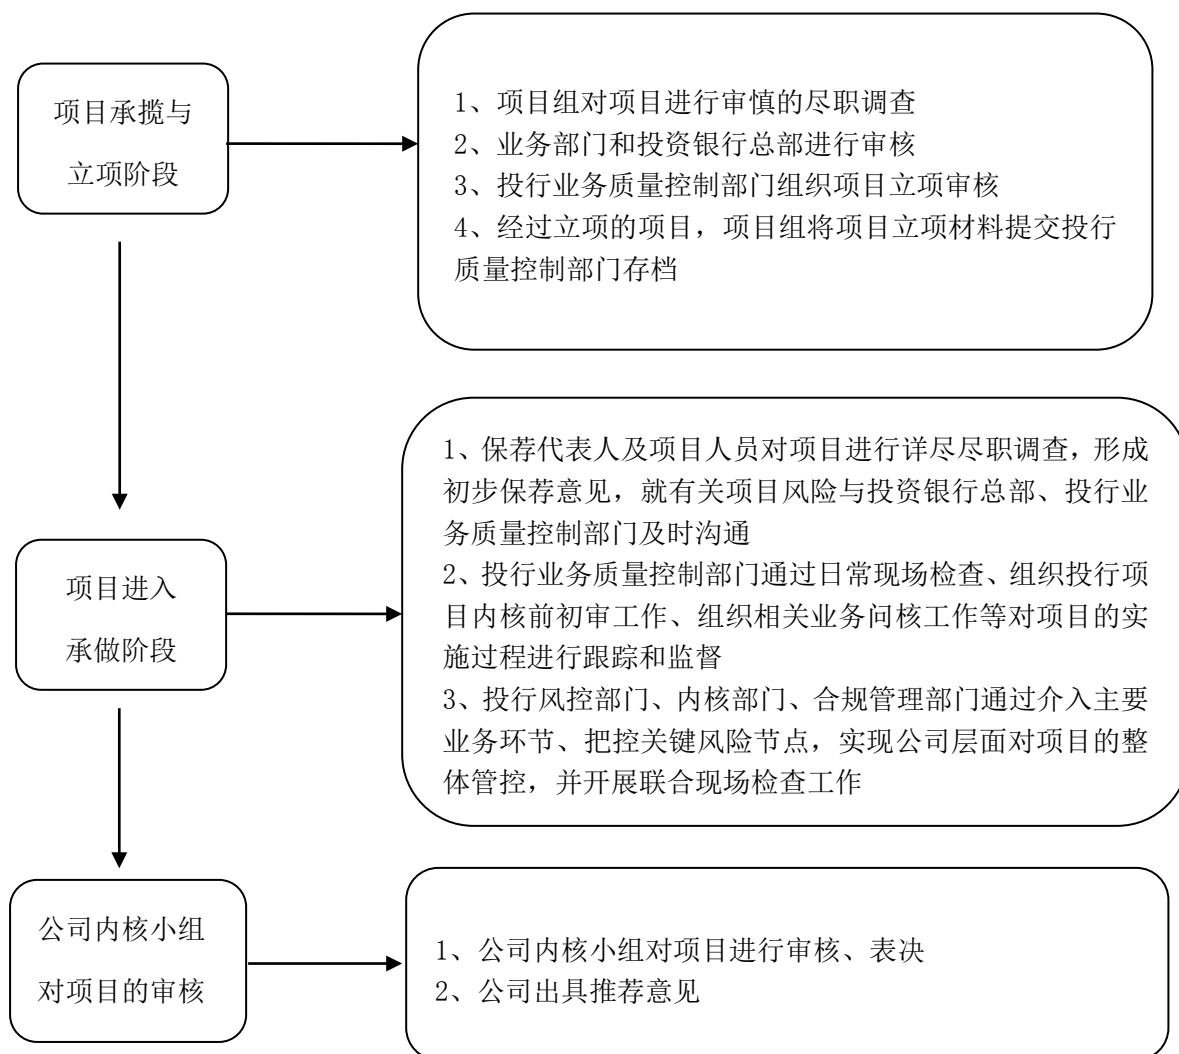 项目承揽与
立项阶段
1、项目组对项目进行审慎的尽职调查
2、业务部门和投资银行总部进行审核
3、投行业务质量控制部门组织项目立项审核
4、经过立项的项目，项目组将项目立项材料提交投行
质量控制部门存档
项目进入
承做阶段
1、保荐代表人及项目人员对项目进行详尽尽职调查，形成
初步保荐意见，就有关项目风险与投资银行总部、投行业
务质量控制部门及时沟通
2、投行业务质量控制部门通过日常现场检查、组织投行项
目内核前初审工作、组织相关业务问核工作等对项目的实
施过程进行跟踪和监督
3、投行风控部门、内核部门、合规管理部门通过介入主要
业务环节、把控关键风险节点，实现公司层面对项目的整
体管控，并开展联合现场检查工作
公司内核小组
对项目的审核
1、公司内核小组对项目进行审核、表决
2、公司出具推荐意见